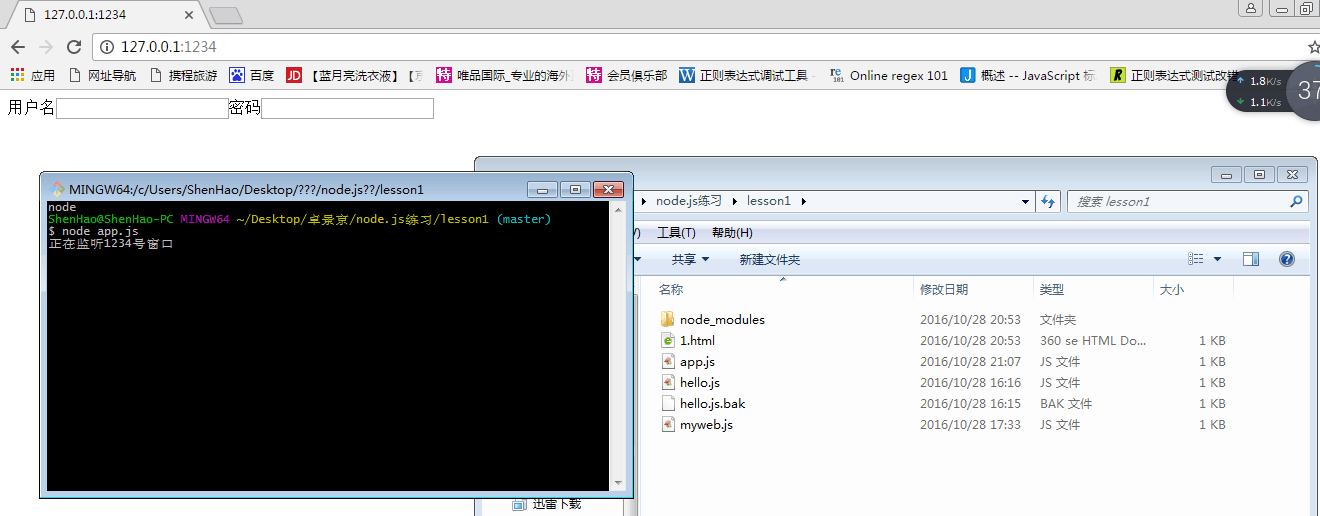 127.0.0.1:1234
127.0.0.1:1234
应用 网址导航 携程旅游 百度 JD 【蓝月亮洗衣液】 特 唯品国际_专业的海外 特 会员俱乐部 W 正则表达式调试工具 re 101 Online regex 101 J 概述 -- JavaScript 标 R 正则表达式测试改错
1.8K/s
1.1K/s
37
用户名 密码
MINGW64:/c/Users/ShenHao/Desktop/???/node.js??/lesson1
node
ShenHao@ShenHao-PC MINGW64 ~/Desktop/卓景京/node.js练习/lesson1 (master)
$ node app.js
正在监听1234号窗口
node.js练习 lesson1 搜索 lesson1
工具(T) 帮助(H)
共享 新建文件夹
名称 修改日期 类型 大小
node_modules 2016/10/28 20:53 文件夹
1.html 2016/10/28 20:53 360 se HTML Do... 1 KB
app.js 2016/10/28 21:07 JS 文件 1 KB
hello.js 2016/10/28 16:16 JS 文件 1 KB
hello.js.bak 2016/10/28 16:15 BAK 文件 1 KB
myweb.js 2016/10/28 17:33 JS 文件 1 KB
迅雷下载